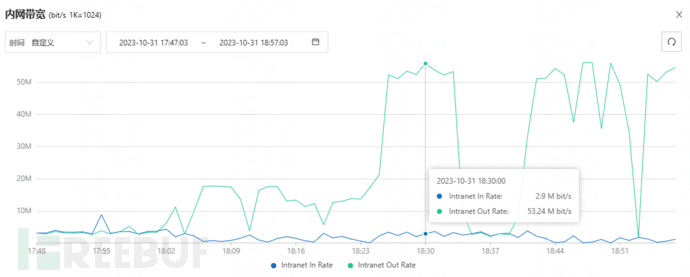 内网带宽 (bit/s 1K=1024)
时间 自定义 2023-10-31 17:47:03 ~ 2023-10-31 18:57:03
50M
40M
30M
20M
10M
2023-10-31 18:30:00
Intranet In Rate: 2.9 M bit/s
Intranet Out Rate: 53.24 M bit/s
17:48 17:55 18:02 18:09 18:16 18:23 18:30 18:37 18:44 18:51
Intranet In Rate Intranet Out Rate
FREEBUF